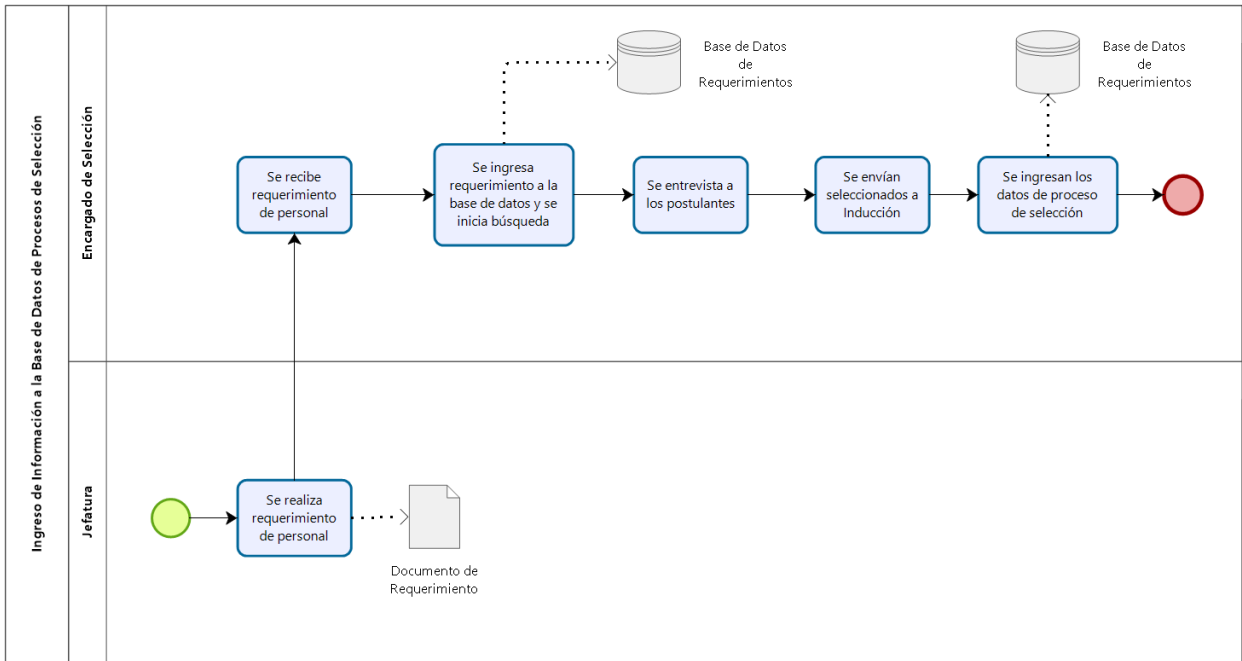 Ingreso de Información a la Base de Datos de Procesos de Selección
Encargado de Selección
Base de Datos
de
Requerimientos
Base de Datos
de
Requerimientos
Se recibe
requerimiento
de personal
Se ingresa
requerimiento a la
base de datos y se
inicia búsqueda
Se entrevista a
los postulantes
Se envían
seleccionados a
Inducción
Se ingresan los
datos de proceso
de selección
Jefatura
Se realiza
requerimiento
de personal
Documento de
Requerimiento